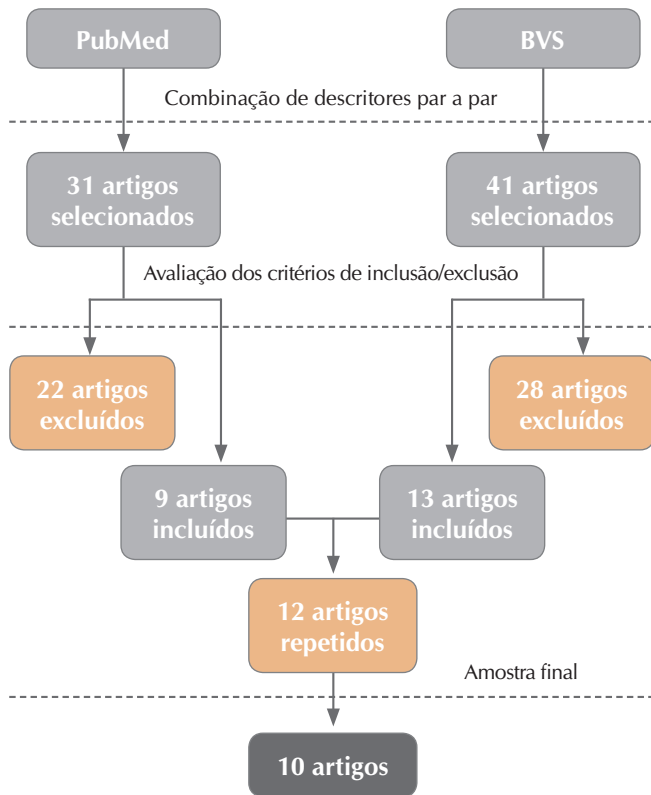 PubMed
BVS
Combinação de descritores par a par
31 artigos
selecionados
41 artigos
selecionados
Avaliação dos critérios de inclusão/exclusão
22 artigos
excluídos
28 artigos
excluídos
9 artigos
incluídos
13 artigos
incluídos
12 artigos
repetidos
Amostra final
10 artigos